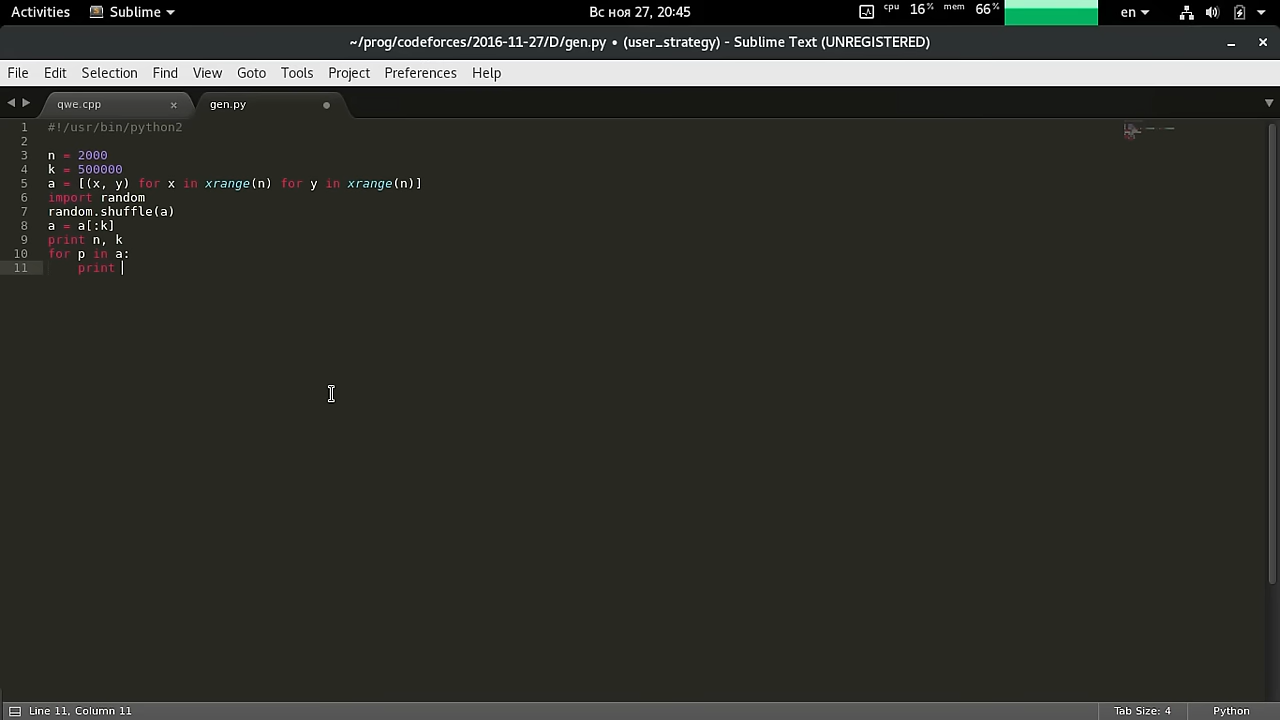 Activities Sublime Вс ноя 27, 20:45 cpu 16% mem 66% en
~/prog/codeforces/2016-11-27/D/gen.py • (user_strategy) - Sublime Text (UNREGISTERED)
File Edit Selection Find View Goto Tools Project Preferences Help
qwe.cpp gen.py
1 #!/usr/bin/python2
2
3 n = 2000
4 k = 500000
5 a = [(x, y) for x in xrange(n) for y in xrange(n)]
6 import random
7 random.shuffle(a)
8 a = a[:k]
9 print n, k
10 for p in a:
11 print
Line 11, Column 11 Tab Size: 4 Python